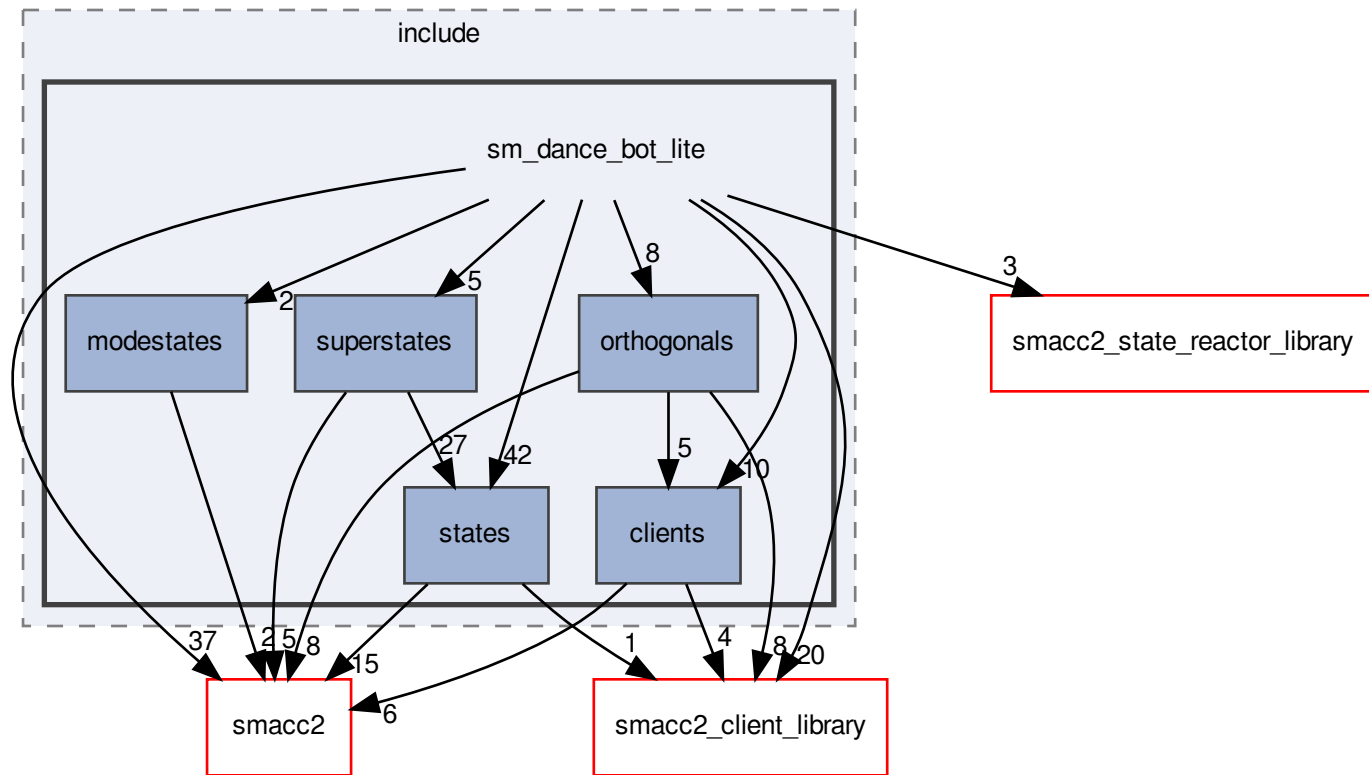 include
sm_dance_bot_lite
8
3
2
5
modestates
superstates
orthogonals
smacc2_state_reactor_library
27
42
5
10
states
clients
37
2
5
8
15
6
1
4
8
20
smacc2
smacc2_client_library